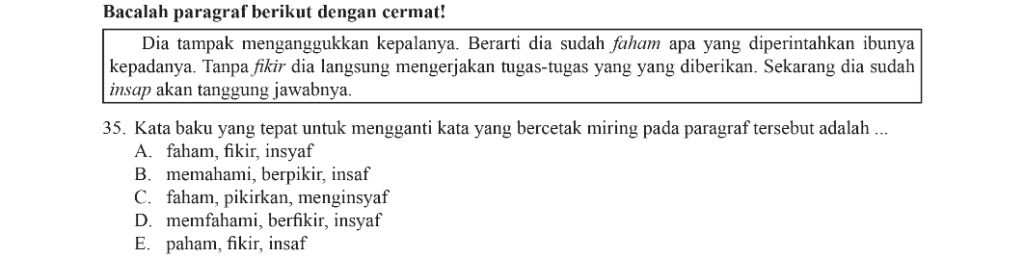 Bacalah paragraf berikut dengan cermat!
Dia tampak menganggukkan kepalanya. Berarti dia sudah faham apa yang diperintahkan ibunya
kepadanya. Tanpa fikir dia langsung mengerjakan tugas-tugas yang yang diberikan. Sekarang dia sudah
insap akan tanggung jawabnya.
35. Kata baku yang tepat untuk mengganti kata yang bercetak miring pada paragraf tersebut adalah ...
A. faham, fikir, insyaf
B. memahami, berpikir, insaf
C. faham, pikirkan, menginsyaf
D. memfahami, berfikir, insyaf
E. paham, fikir, insaf